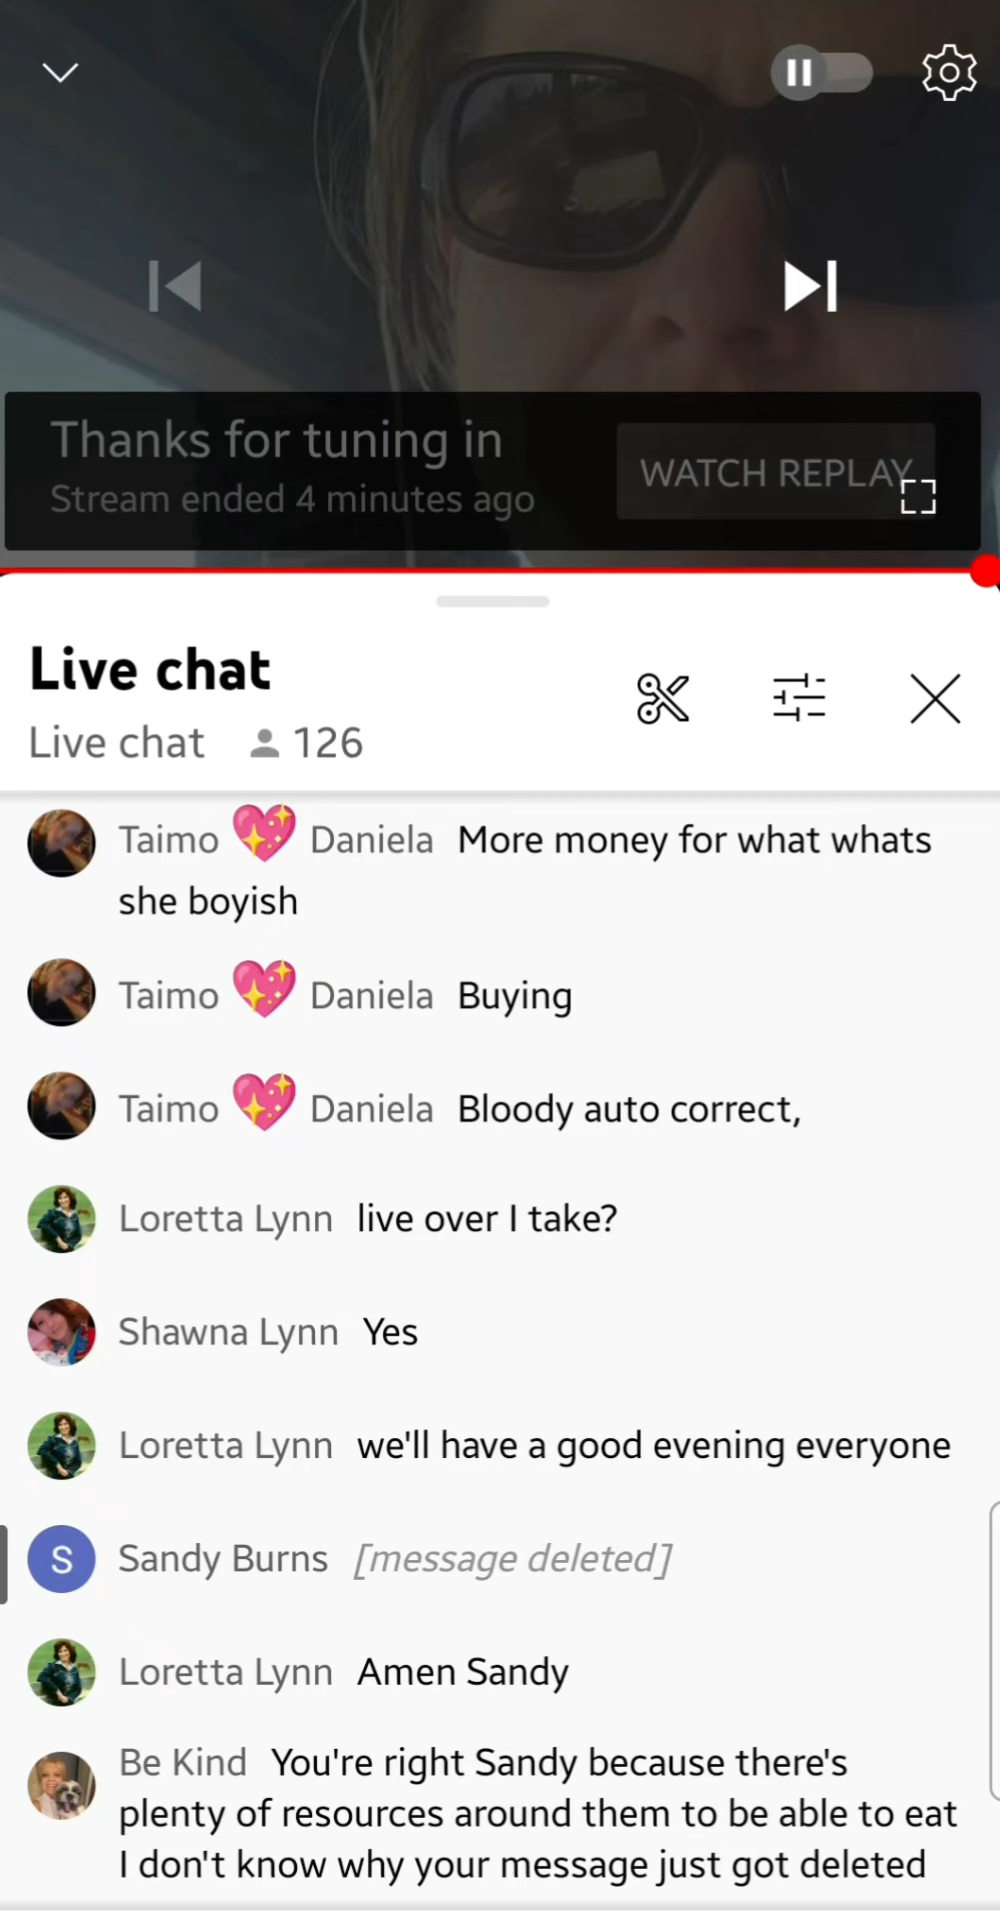 Thanks for tuning in
Stream ended 4 minutes ago
WATCH REPLAY
Live chat
Live chat 126
Taimo 💖 Daniela More money for what whats
she boyish
Taimo 💖 Daniela Buying
Taimo 💖 Daniela Bloody auto correct,
Loretta Lynn live over I take?
Shawna Lynn Yes
Loretta Lynn we'll have a good evening everyone
S Sandy Burns [message deleted]
Loretta Lynn Amen Sandy
Be Kind You're right Sandy because there's
plenty of resources around them to be able to eat
I don't know why your message just got deleted